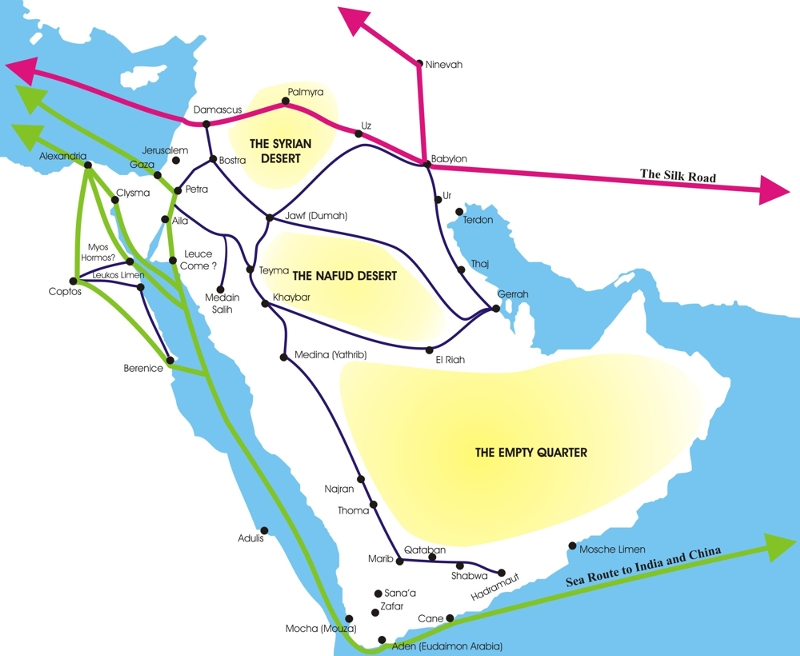 Ninevah
Palmyra
Damascus
Uz
THE SYRIAN
DESERT
Jerusalem
Alexandria
Gaza
Bostra
Babylon
The Silk Road
Clysma
Petra
Ur
Aila
Jawf (Dumah)
Terdon
Myos
Hormos?
Leuce
Come ?
Leukos Limen
Teyma
THE NAFUD DESERT
Thaj
Coptos
Medain
Salih
Khaybar
Gerrah
Medina (Yathrib)
El Riah
Berenice
THE EMPTY QUARTER
Najran
Thoma
Adulis
Marib
Qataban
Shabwa
Hadramaut
Mosche Limen
Sea Route to India and China
Sana'a
Zafar
Cane
Mocha (Mouza)
Aden (Eudaimon Arabia)